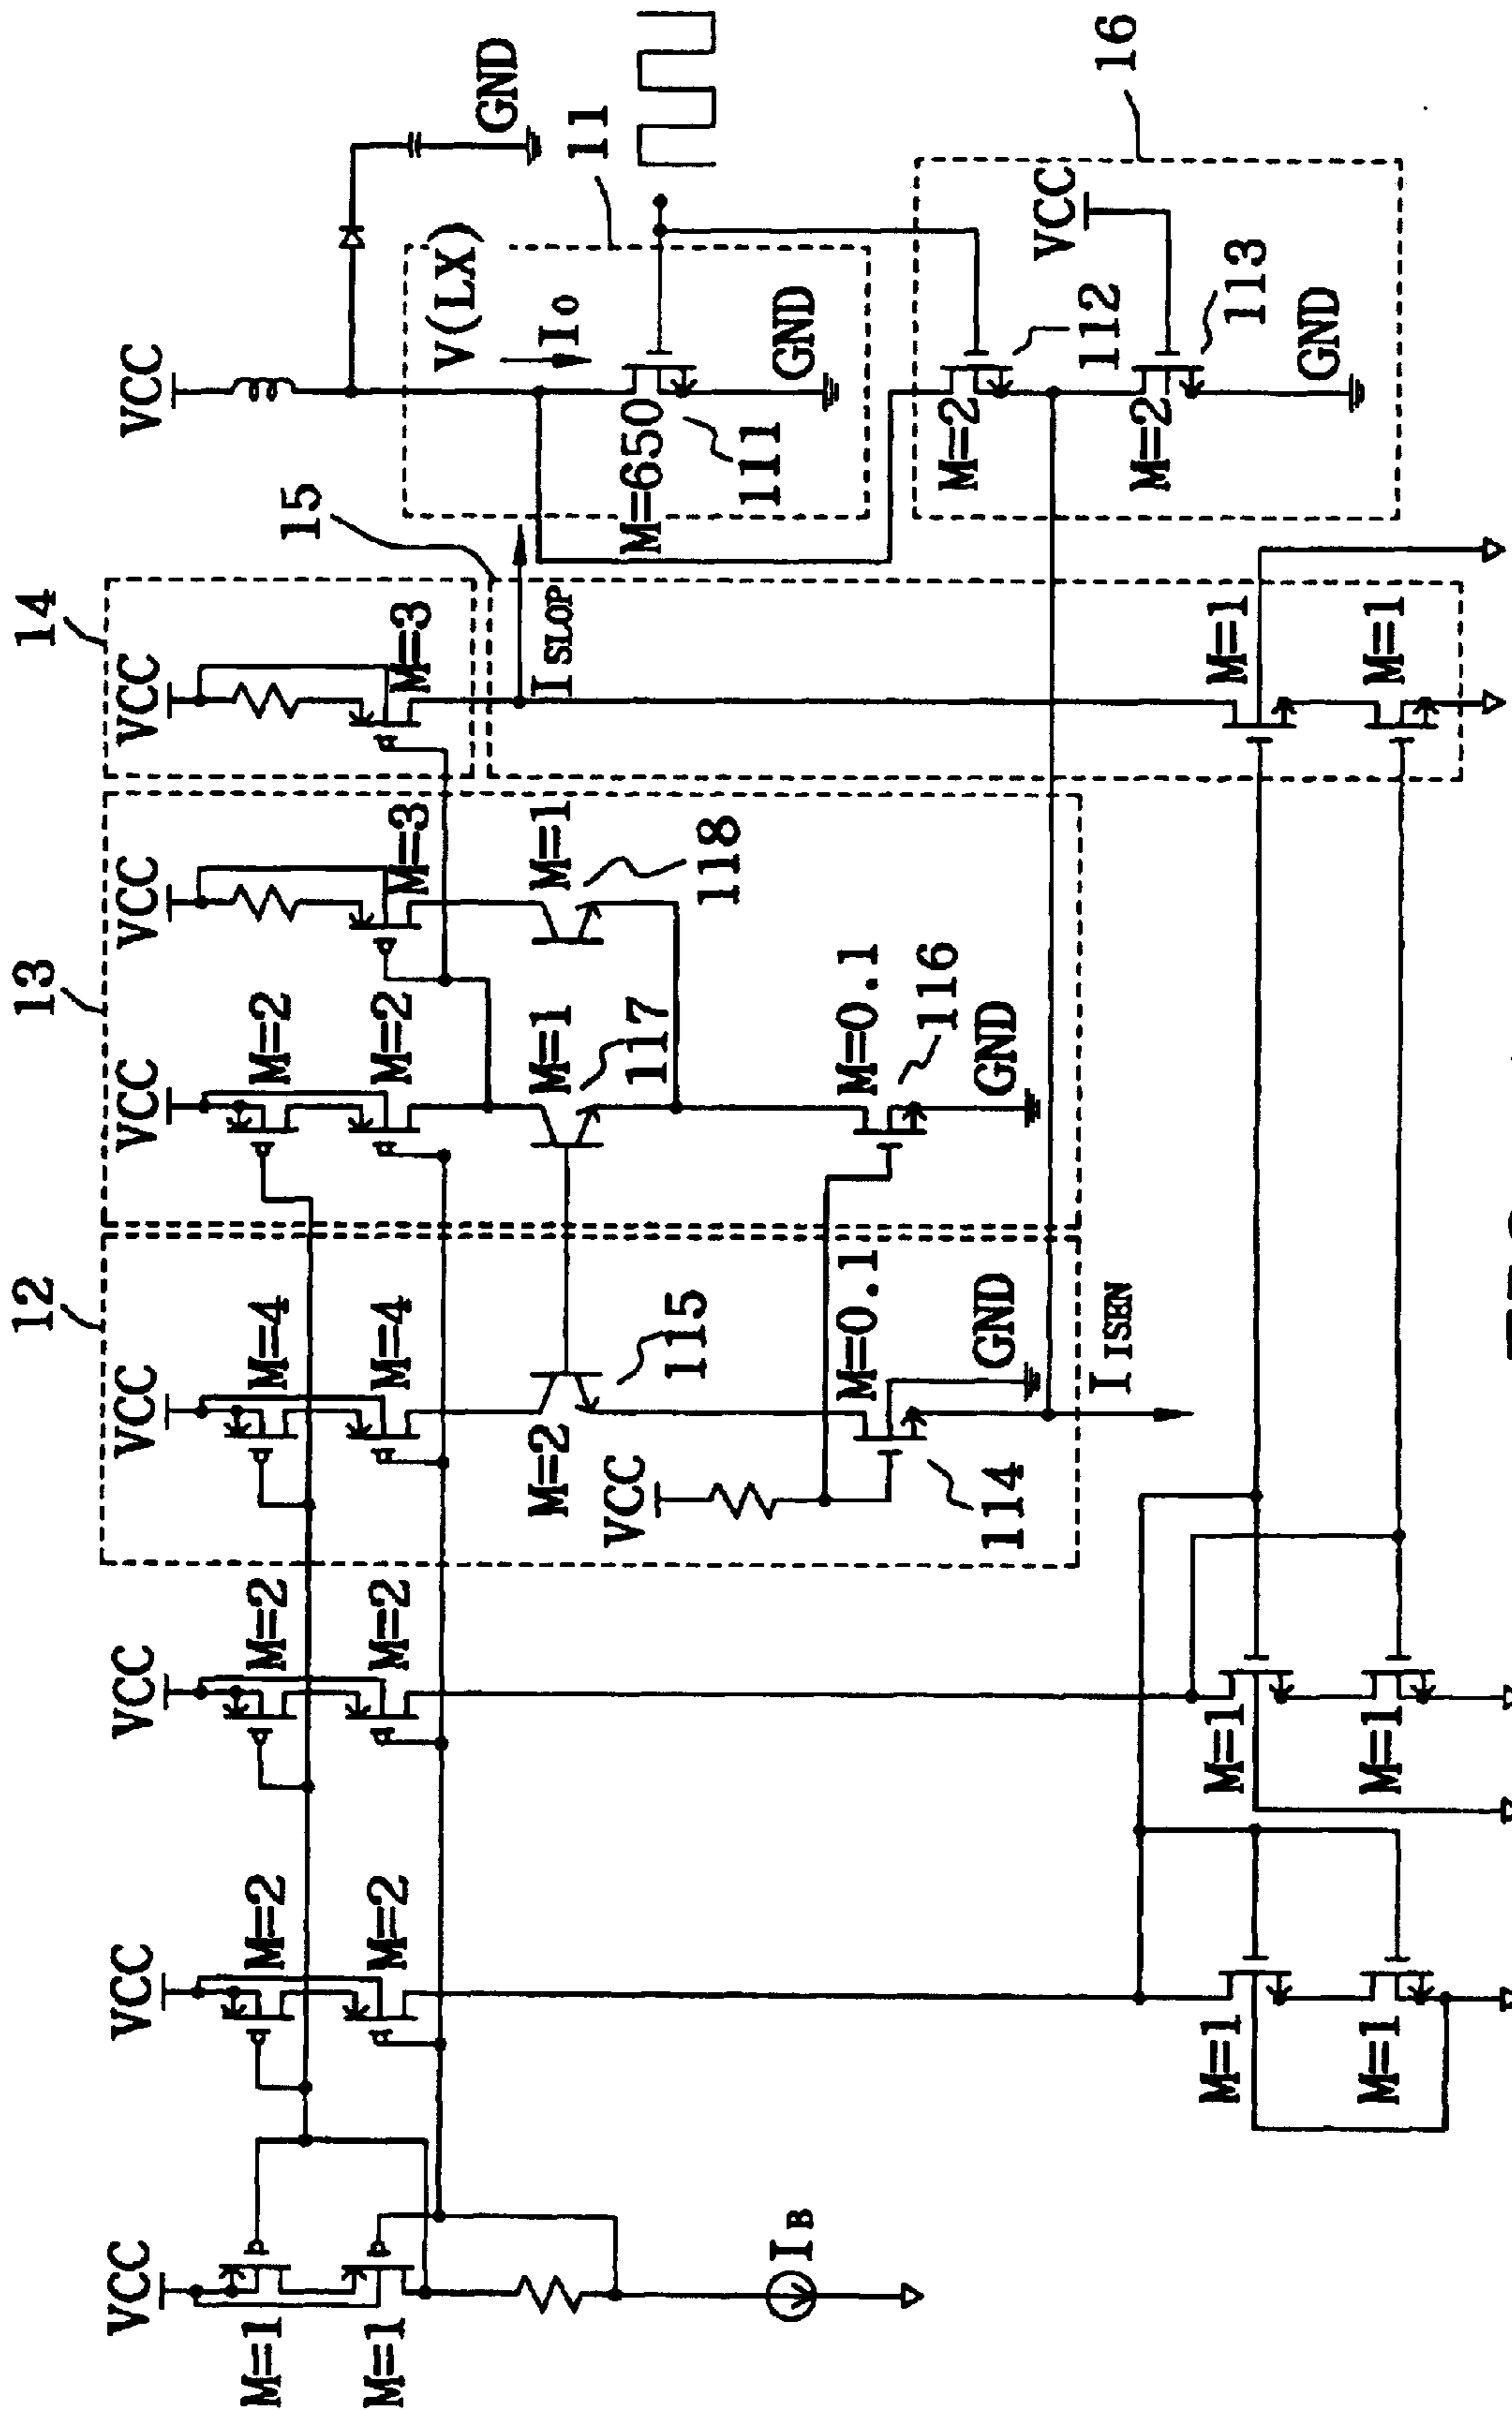 12
13
14
15
VCC
VCC
VCC
VCC
VCC
VCC
VCC
VCC
M=1
M=2
M=2
M=4
M=2
M=1
M=2
M=2
M=4
M=2
M=3
M=3
V(LX)
IO
GND
11
M=650
111
GND
ISLOP
M=2
115
M=1
117
M=1
118
VCC
M=0.1
114
GND
M=0.1
116
GND
IISEN
IB
16
VCC
M=2
112
M=2
113
GND
M=1
M=1
M=1
M=1
M=1
M=1